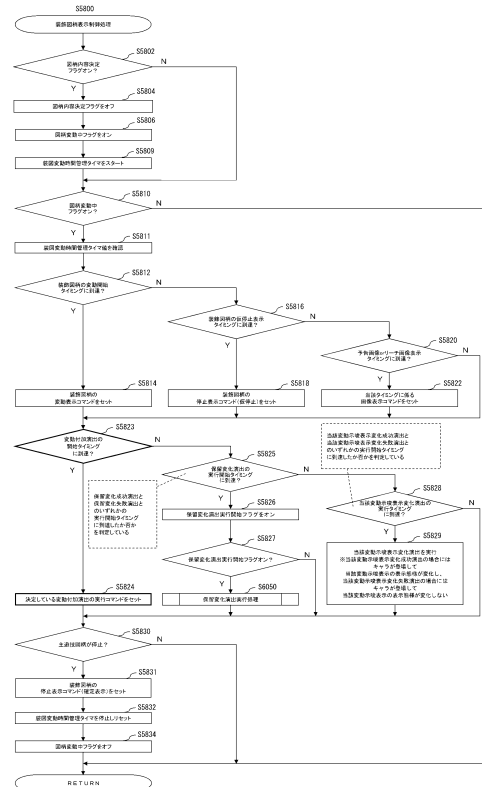 S5800
装飾図柄表示制御処理
S5802
図柄内容決定
フラグオン?
N
Y
S5804
図柄内容決定フラグをオフ
S5806
図柄変動中フラグをオン
S5809
装図変動時間管理タイマをスタート
S5810
図柄変動中
フラグオン?
N
Y
S5811
装図変動時間管理タイマ値を確認
S5812
装飾図柄の変動開始
タイミングに到達?
N
Y
S5816
装飾図柄の仮停止表示
タイミングに到達?
N
Y
S5820
予告画像orリーチ画像表示
タイミングに到達?
N
Y
S5814
装飾図柄の
変動表示コマンドをセット
S5818
装飾図柄の
停止表示コマンド(仮停止)をセット
S5822
当該タイミングに係る
画像表示コマンドをセット
S5823
変動付加演出の
開始タイミング
に到達?
N
Y
S5825
保留変化演出の
実行開始タイミング
に到達?
N
Y
当該変動示唆表示変化成功演出と
当該変動示唆表示変化失敗演出と
のいずれかの実行開始タイミング
に到達したか否かを判定している
保留変化成功演出と
保留変化失敗演出と
のいずれかの
実行開始タイミング
に到達したか否か
を判定している
S5826
保留変化演出実行開始フラグをオン
S5827
保留変化演出実行開始フラグオン?
N
Y
S5828
当該変動示唆表示変化演出の
実行タイミング
に到達?
N
Y
S5829
当該変動示唆表示変化演出を実行
※当該変動示唆表示変化成功演出の場合には
キャラが登場して
当該変動示唆表示の表示態様が変化し、
当該変動示唆表示変化失敗演出の場合には
キャラが登場して
当該変動示唆表示の表示態様が変化しない
S5824
決定している変動付加演出の実行コマンドをセット
S6050
保留変化演出実行処理
S5830
主遊技図柄が停止?
N
Y
S5831
装飾図柄の
停止表示コマンド(確定表示)をセット
S5832
装図変動時間管理タイマを停止しリセット
S5834
図柄変動中フラグをオフ
RETURN